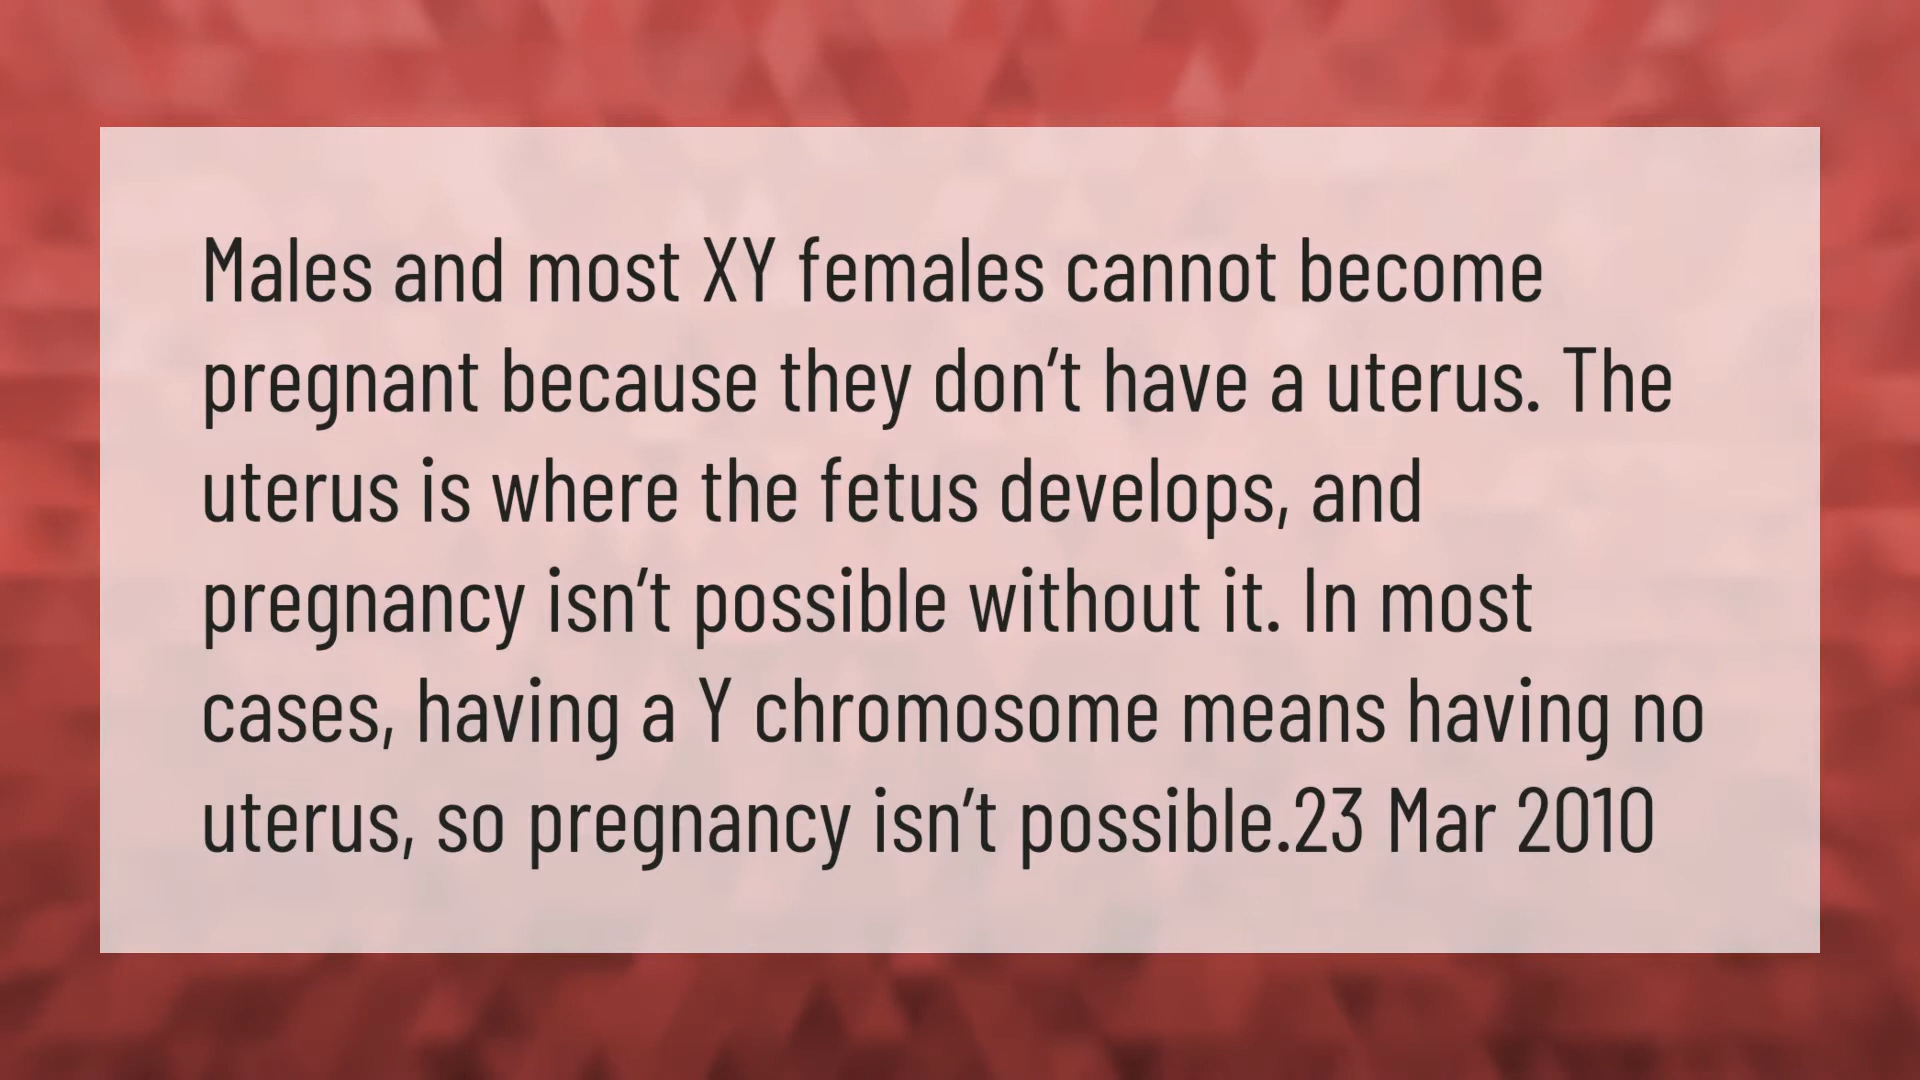 Males and most XY females cannot become
pregnant because they don’t have a uterus. The
uterus is where the fetus develops, and
pregnancy isn’t possible without it. In most
cases, having a Y chromosome means having no
uterus, so pregnancy isn’t possible.23 Mar 2010